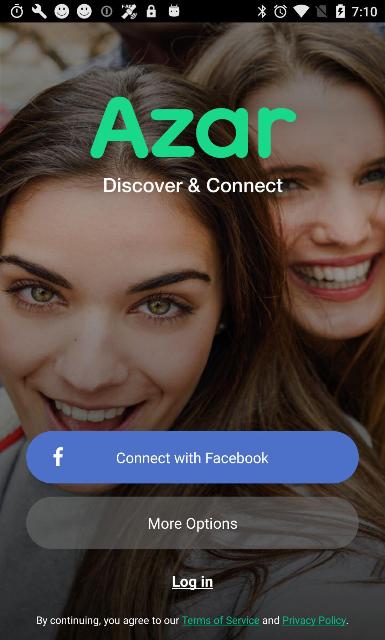 7:10
Azar
Discover & Connect
f Connect with Facebook
More Options
Log in
By continuing, you agree to our Terms of Service and Privacy Policy.